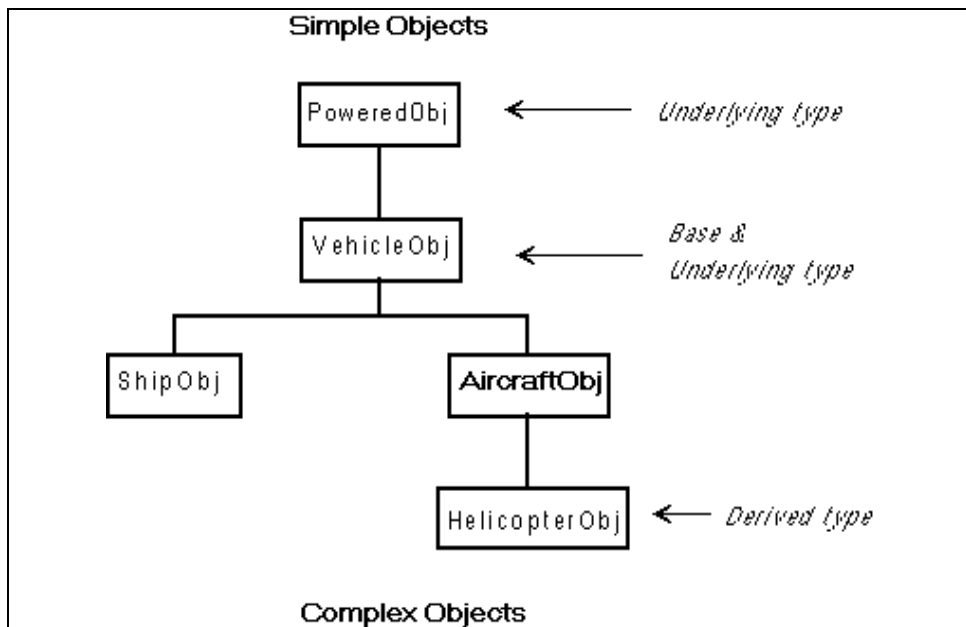 Simple Objects
PoweredObj
Underlying type
VehicleObj
Base &
Underlying type
ShipObj
AircraftObj
HelicopterObj
Derived type
Complex Objects